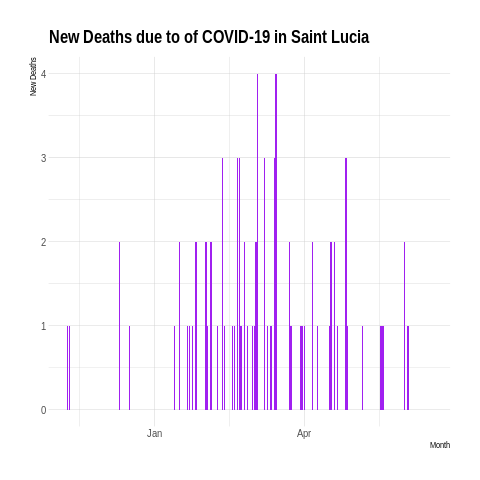 New Deaths due to of COVID-19 in Saint Lucia
New Deaths
4
3
2
1
0
Jan
Apr
Month